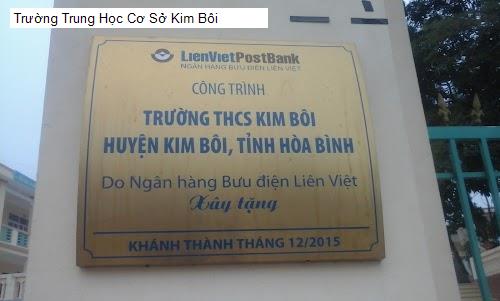 Trường Trung Học Cơ Sở Kim Bôi
LIENVIETPOSTBANK
NGÂN HÀNG BƯU ĐIỆN LIÊN VIỆT
CÔNG TRÌNH
TRƯỜNG THCS KIM BÔI
HUYỆN KIM BÔI, TỈNH HÒA BÌNH
Do Ngân hàng Bưu điện Liên Việt
Xây tặng
KHÁNH THÀNH THÁNG 12/2015